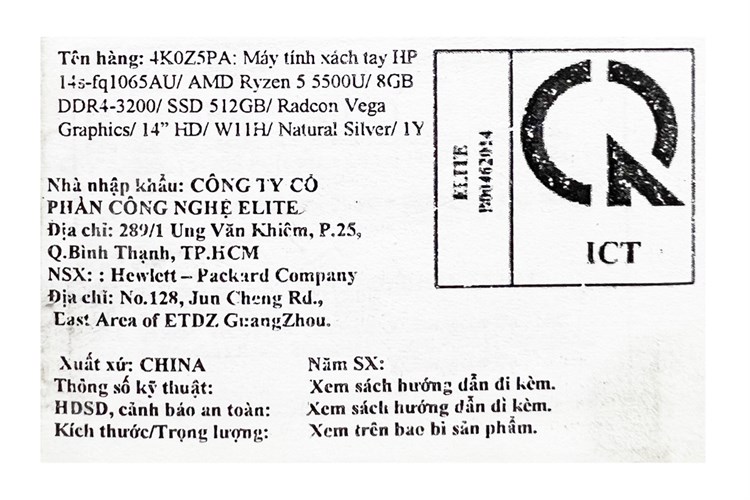 Tên hàng: 4K0Z5PA: Máy tính xách tay HP
14s-fq1065AU/ AMD Ryzen 5 5500U/ 8GB
DDR4-3200/ SSD 512GB/ Radeon Vega
Graphics/ 14” HD/ W11H/ Natural Silver/ 1Y
Nhà nhập khẩu: CÔNG TY CỔ
PHẦN CÔNG NGHỆ ELITE
Địa chỉ: 289/1 Ung Văn Khiêm, P.25,
Q.Bình Thạnh, TP.HCM
NSX: : Hewlett – Packard Company
Địa chỉ: No.128, Jun Cheng Rd.,
East Area of ETDZ GuangZhou.
Xuất xứ: CHINA Năm SX:
Thông số kỹ thuật: Xem sách hướng dẫn đi kèm.
HDSD, cảnh báo an toàn: Xem sách hướng dẫn đi kèm.
Kích thước/Trọng lượng: Xem trên bao bì sản phẩm.
ELITE
ICT